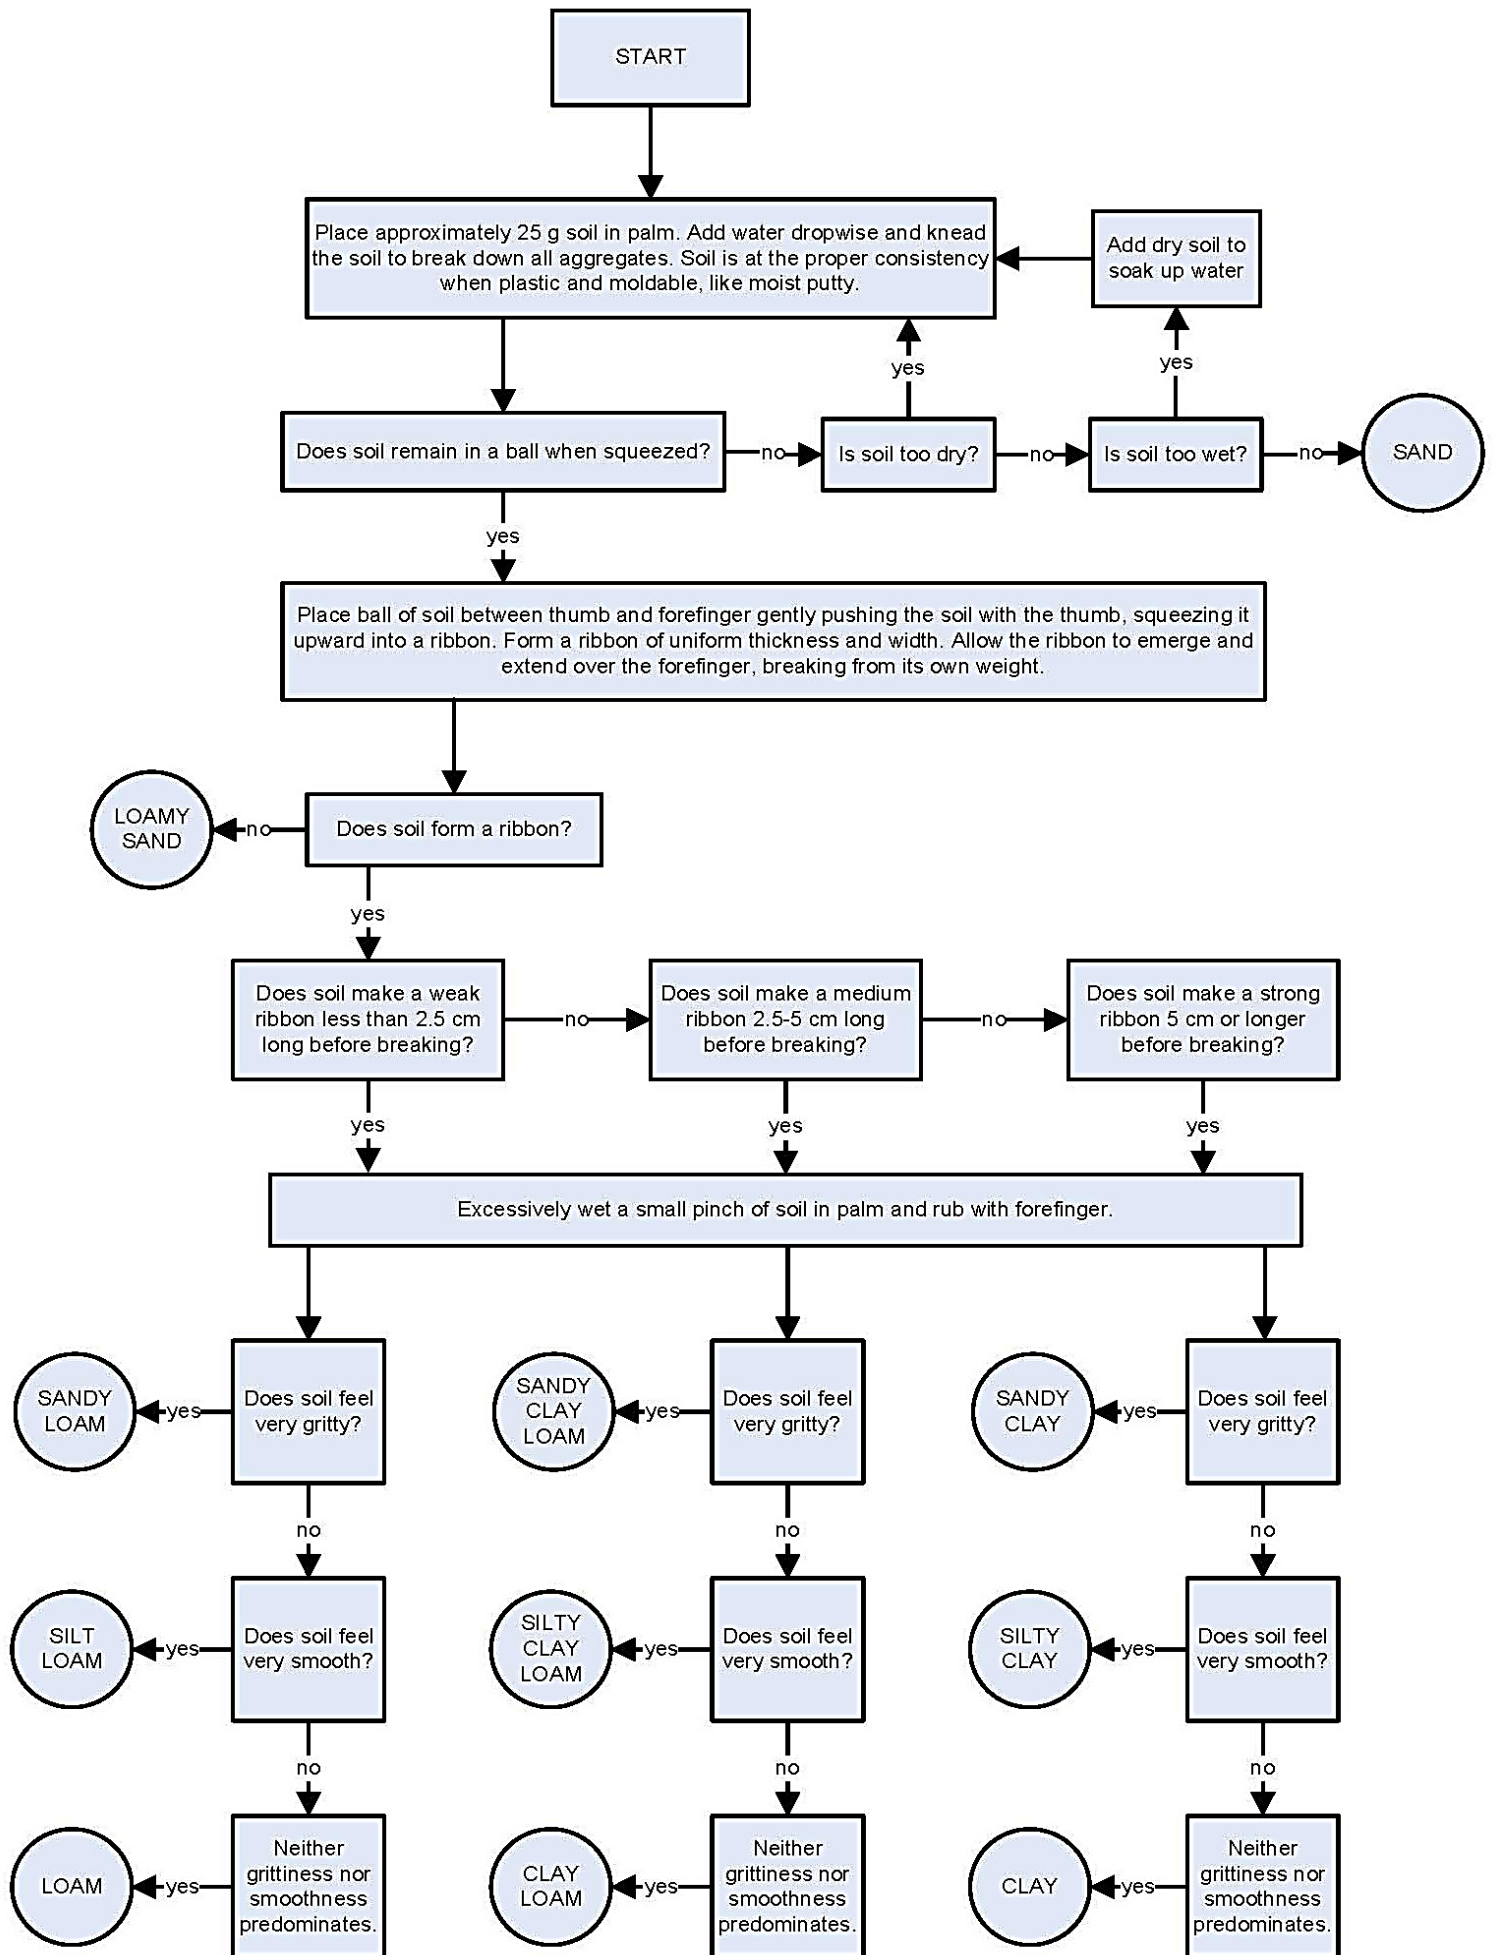 START
Place approximately 25 g soil in palm. Add water dropwise and knead
the soil to break down all aggregates. Soil is at the proper consistency
when plastic and moldable, like moist putty.
Add dry soil to
soak up water
yes
yes
Does soil remain in a ball when squeezed?
no
Is soil too dry?
no
Is soil too wet?
no
SAND
yes
Place ball of soil between thumb and forefinger gently pushing the soil with the thumb, squeezing it
upward into a ribbon. Form a ribbon of uniform thickness and width. Allow the ribbon to emerge and
extend over the forefinger, breaking from its own weight.
LOAMY
SAND
no
Does soil form a ribbon?
yes
Does soil make a weak
ribbon less than 2.5 cm
long before breaking?
no
Does soil make a medium
ribbon 2.5-5 cm long
before breaking?
no
Does soil make a strong
ribbon 5 cm or longer
before breaking?
yes
yes
yes
Excessively wet a small pinch of soil in palm and rub with forefinger.
SANDY
LOAM
yes
Does soil feel
very gritty?
SANDY
CLAY
LOAM
yes
Does soil feel
very gritty?
SANDY
CLAY
yes
Does soil feel
very gritty?
no
no
no
SILT
LOAM
yes
Does soil feel
very smooth?
SILTY
CLAY
LOAM
yes
Does soil feel
very smooth?
SILTY
CLAY
yes
Does soil feel
very smooth?
no
no
no
LOAM
yes
Neither
grittiness nor
smoothness
predominates.
CLAY
LOAM
yes
Neither
grittiness nor
smoothness
predominates.
CLAY
yes
Neither
grittiness nor
smoothness
predominates.